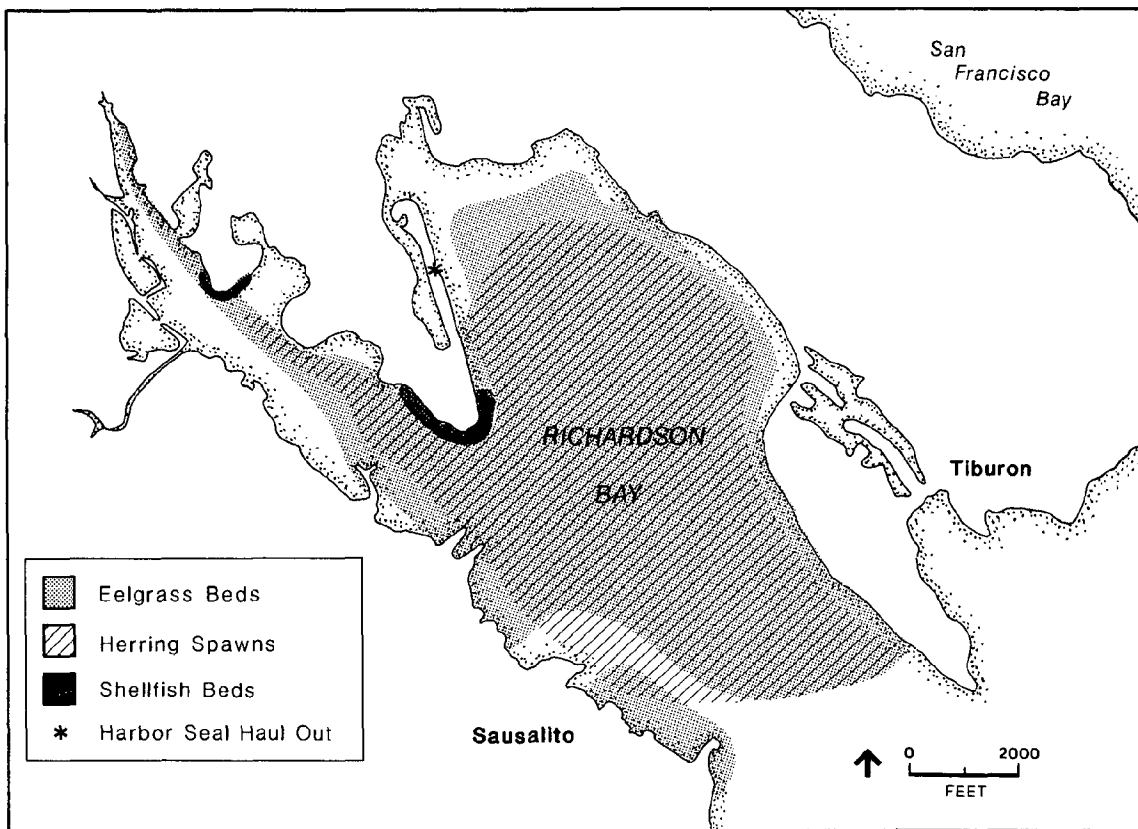 San
Francisco
Bay
RICHARDSON
BAY
Tiburon
Sausalito
Eelgrass Beds
Herring Spawns
Shellfish Beds
* Harbor Seal Haul Out
0 2000
FEET